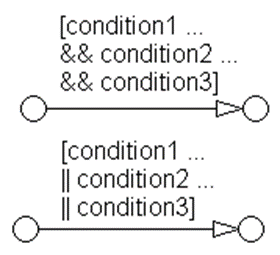 [condition1 ...
&& condition2 ...
&& condition3]
[condition1 ...
|| condition2 ...
|| condition3]